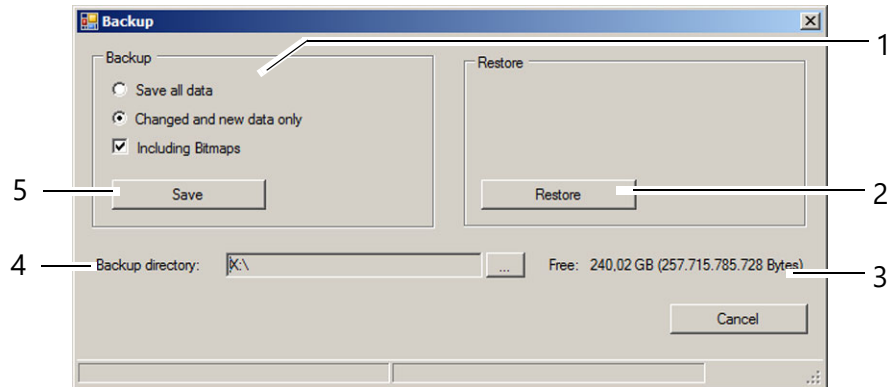 Backup
1
Backup
Restore
Save all data
Changed and new data only
Including Bitmaps
5
Save
Restore
2
4
Backup directory:
X:\
...
Free: 240,02 GB (257.715.785.728 Bytes)
3
Cancel